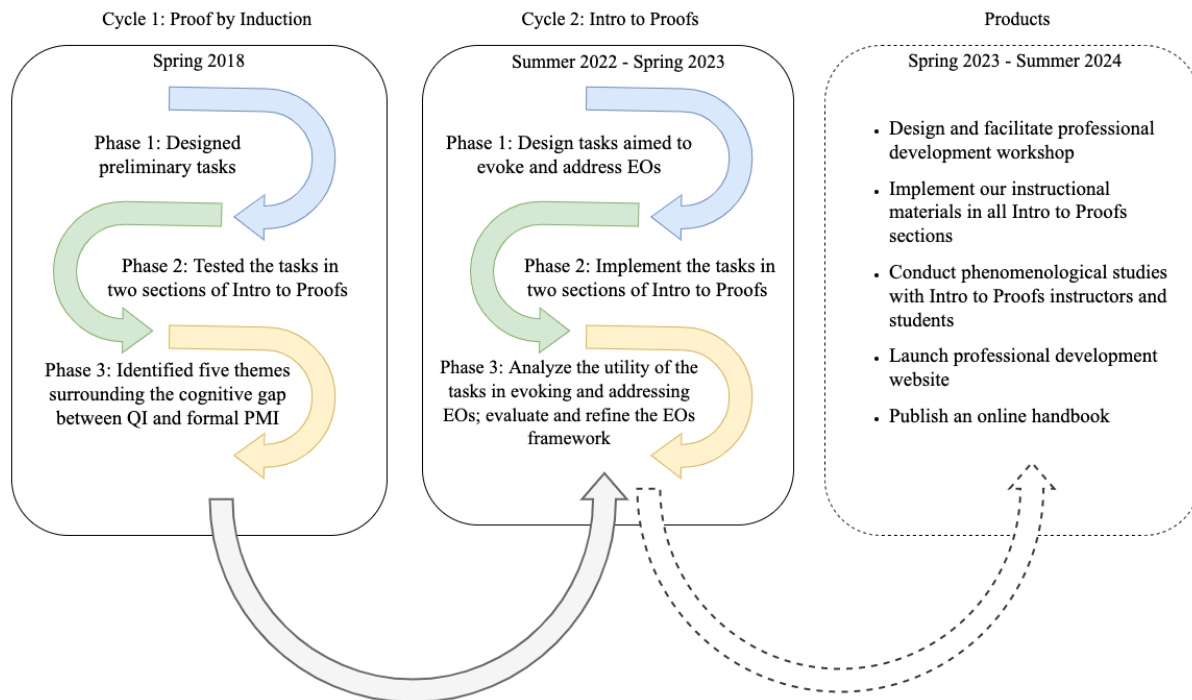 Cycle 1: Proof by Induction
Spring 2018
Phase 1: Designed
preliminary tasks
Phase 2: Tested the tasks in
two sections of Intro to Proofs
Phase 3: Identified five themes
surrounding the cognitive gap
between QI and formal PMI
Cycle 2: Intro to Proofs
Summer 2022 - Spring 2023
Phase 1: Design tasks aimed to
evoke and address EOs
Phase 2: Implement the tasks in
two sections of Intro to Proofs
Phase 3: Analyze the utility of the
tasks in evoking and addressing
EOs; evaluate and refine the EOs
framework
Products
Spring 2023 - Summer 2024
• Design and facilitate professional
development workshop
• Implement our instructional
materials in all Intro to Proofs
sections
• Conduct phenomenological studies
with Intro to Proofs instructors and
students
• Launch professional development
website
• Publish an online handbook